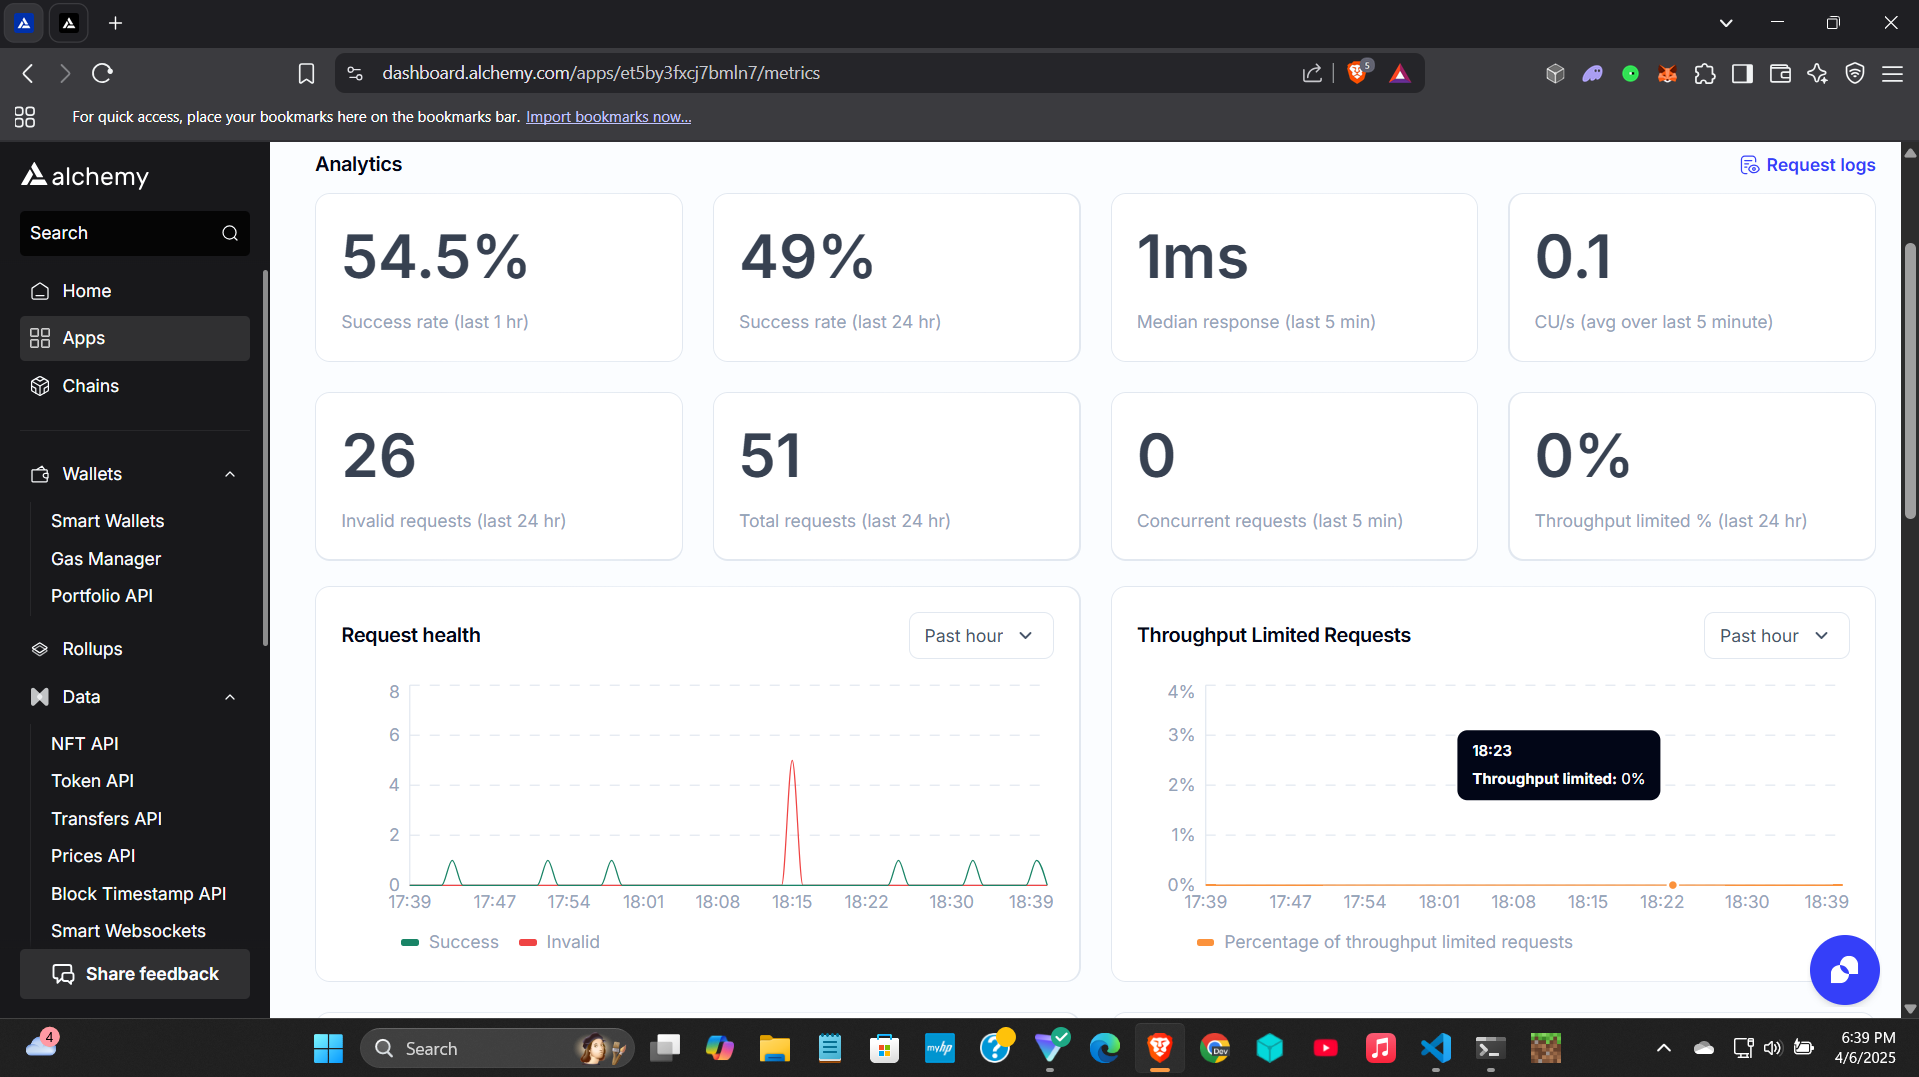 dashboard.alchemy.com/apps/et5by3fxcj7bmln7/metrics
5
For quick access, place your bookmarks here on the bookmarks bar. Import bookmarks now...
alchemy
Search
Home
Apps
Chains
Wallets
Smart Wallets
Gas Manager
Portfolio API
Rollups
Data
NFT API
Token API
Transfers API
Prices API
Block Timestamp API
Smart Websockets
Share feedback
Analytics
Request logs
54.5%
Success rate (last 1 hr)
49%
Success rate (last 24 hr)
1ms
Median response (last 5 min)
0.1
CU/s (avg over last 5 minute)
26
Invalid requests (last 24 hr)
51
Total requests (last 24 hr)
0
Concurrent requests (last 5 min)
0%
Throughput limited % (last 24 hr)
Request health
Past hour
8
6
4
2
0
17:39 17:47 17:54 18:01 18:08 18:15 18:22 18:30 18:39
Success Invalid
Throughput Limited Requests
Past hour
4%
3%
2%
1%
0%
18:23
Throughput limited: 0%
17:39 17:47 17:54 18:01 18:08 18:15 18:22 18:30 18:39
Percentage of throughput limited requests
4
Search
myhp
Dev
6:39 PM
4/6/2025